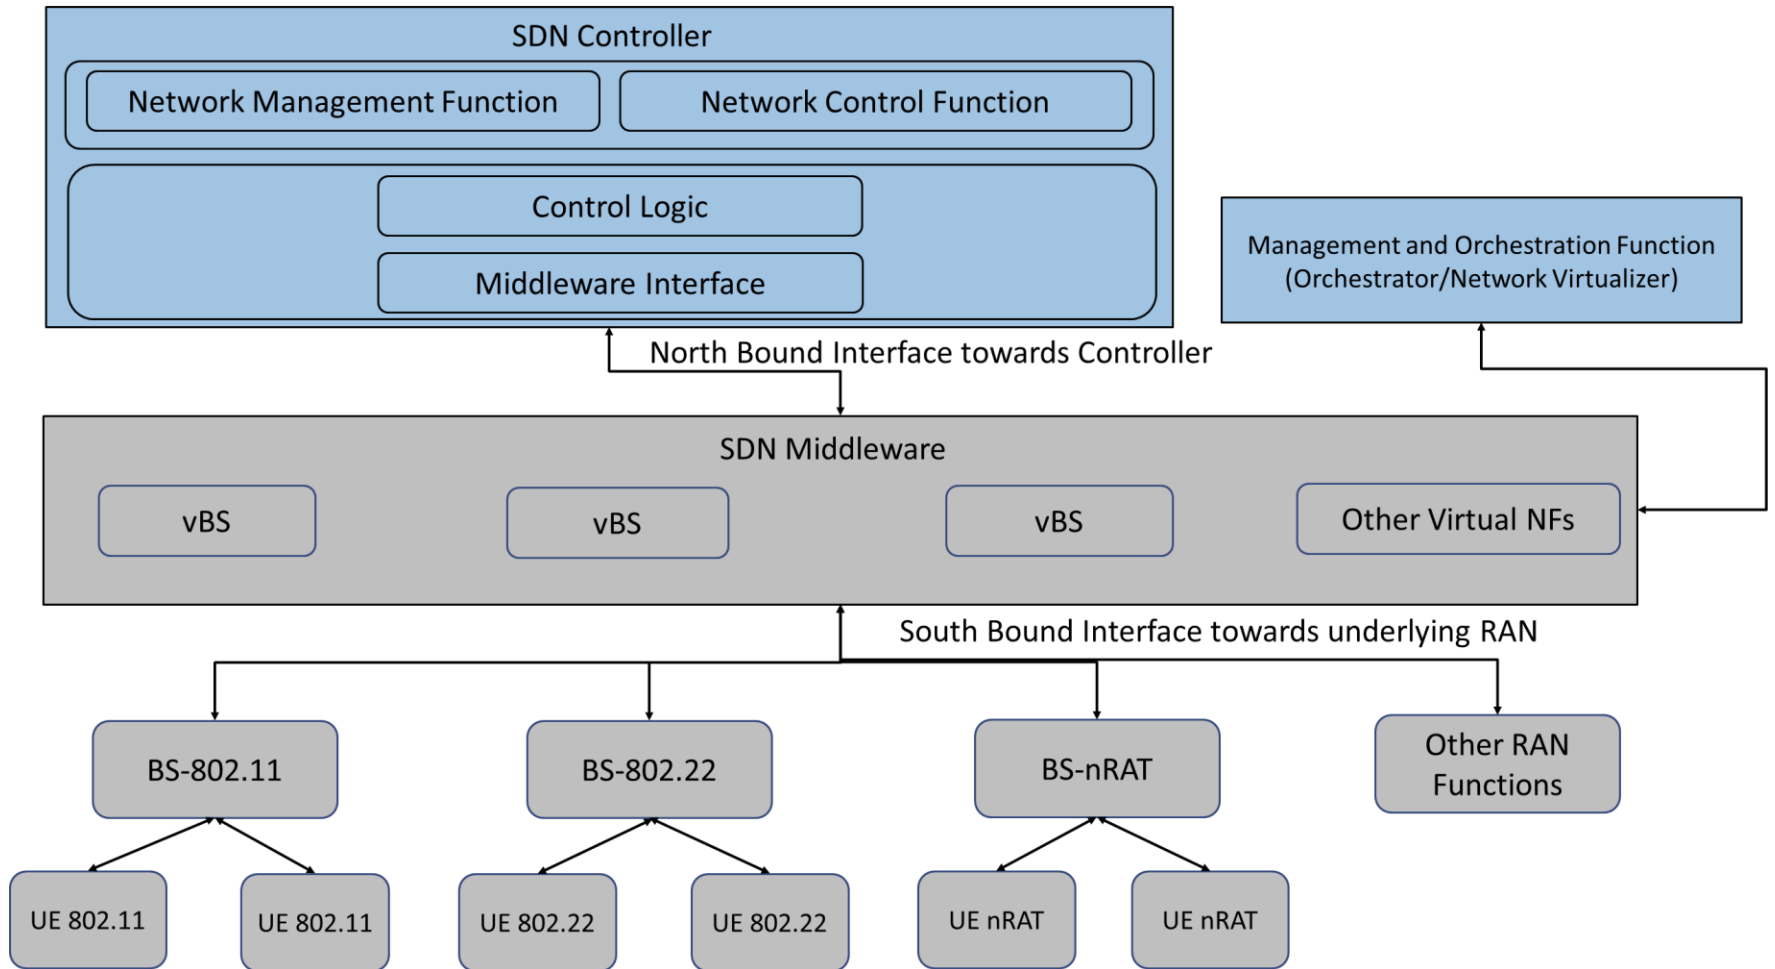 SDN Controller
Network Management Function
Network Control Function
Control Logic
Middleware Interface
Management and Orchestration Function
(Orchestrator/Network Virtualizer)
North Bound Interface towards Controller
SDN Middleware
vBS
vBS
vBS
Other Virtual NFs
South Bound Interface towards underlying RAN
BS-802.11
BS-802.22
BS-nRAT
Other RAN
Functions
UE 802.11
UE 802.11
UE 802.22
UE 802.22
UE nRAT
UE nRAT